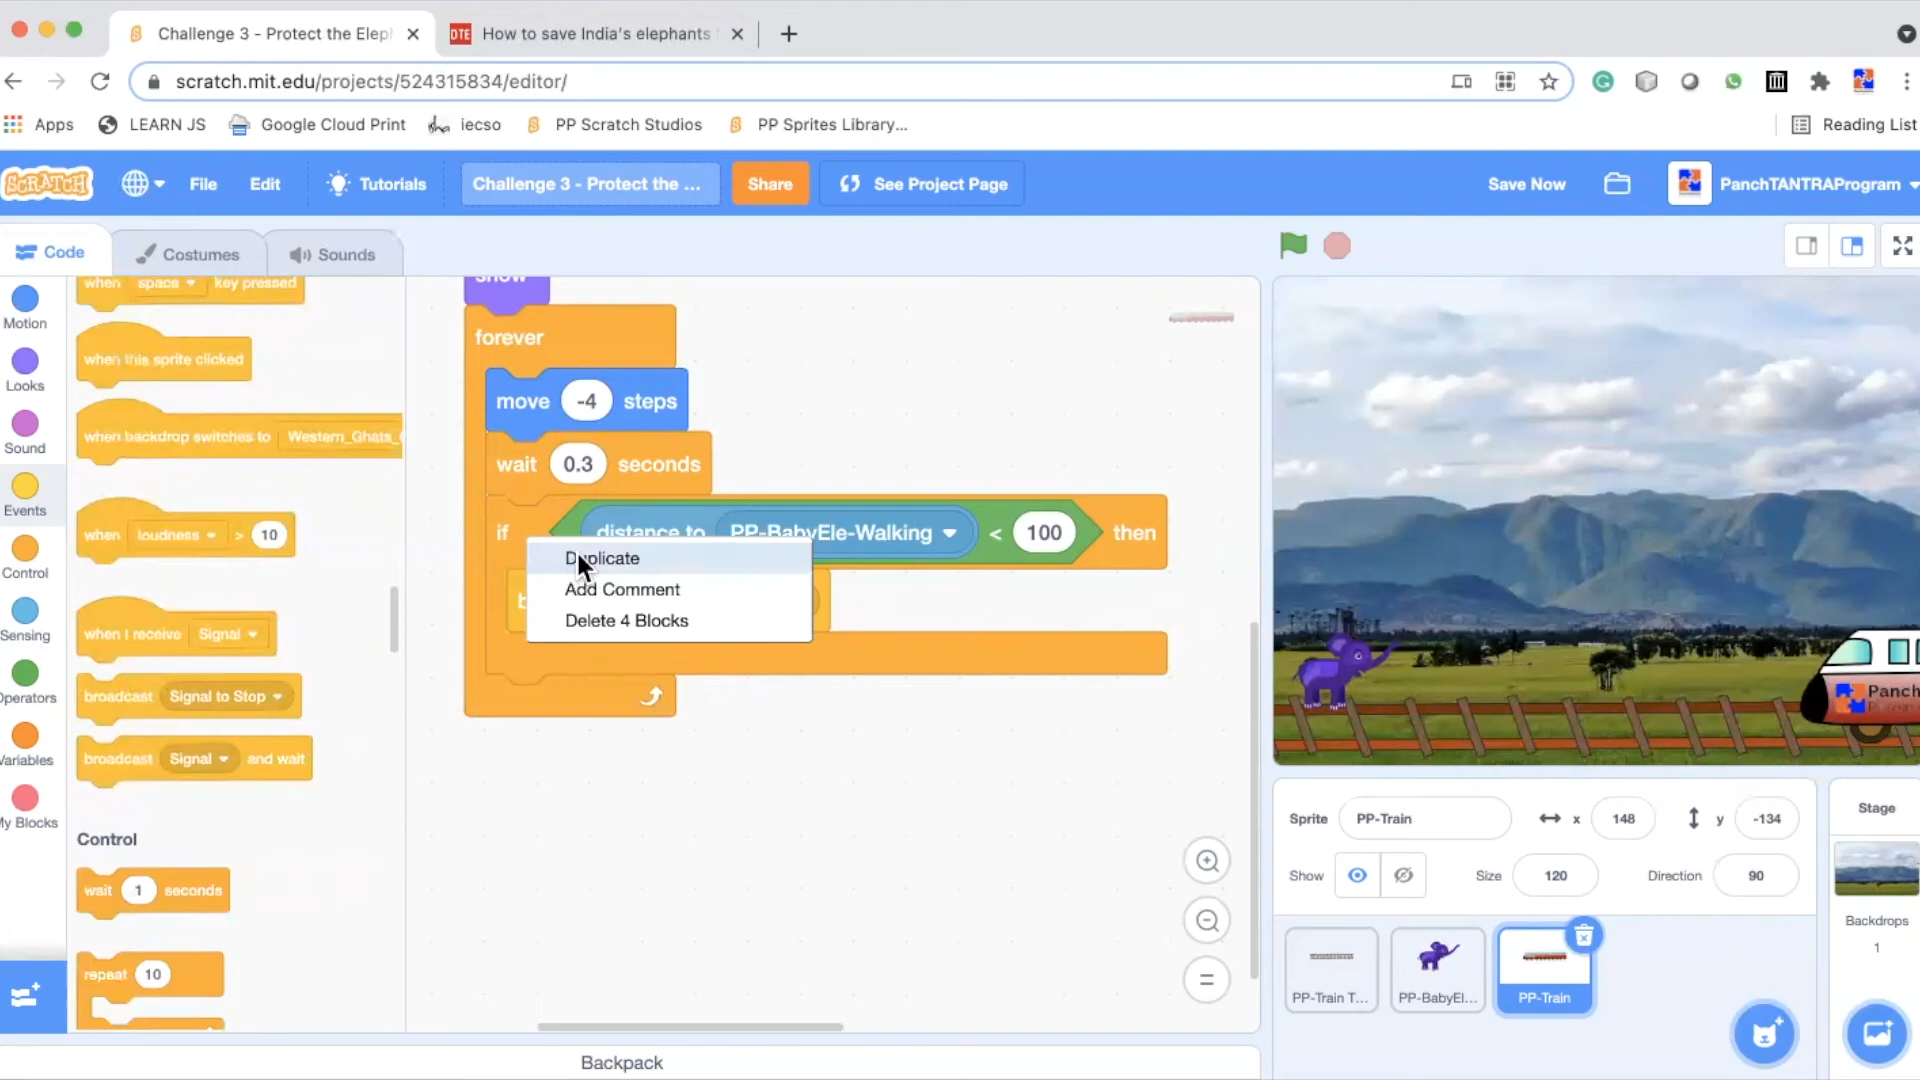 Challenge 3 - Protect the Elep
DTE How to save India's elephants
scratch.mit.edu/projects/524315834/editor/
Apps LEARN JS Google Cloud Print iecso PP Scratch Studios PP Sprites Library... Reading List
SCRATCH File Edit Tutorials Challenge 3 - Protect the ... Share See Project Page Save Now PanchTANTRAProgram
Code Costumes Sounds
Motion
Looks
Sound
Events
Control
Sensing
Operators
Variables
My Blocks
when space key pressed
when this sprite clicked
when backdrop switches to Western_Ghats_
when loudness > 10
when I receive Signal
broadcast Signal to Stop
broadcast Signal and wait
Control
wait 1 seconds
repeat 10
show
forever
move -4 steps
wait 0.3 seconds
if distance to PP-BabyEle-Walking < 100 then
Duplicate
Add Comment
Delete 4 Blocks
Panch
Sprite PP-Train x 148 y -134
Show Size 120 Direction 90
PP-Train T... PP-BabyEl... PP-Train
Stage
Backdrops
1
Backpack